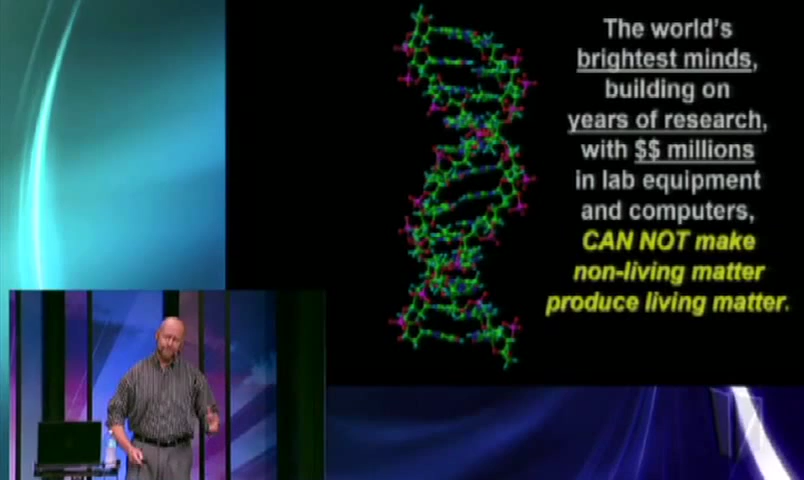 The world's
brightest minds,
building on
years of research,
with $$ millions
in lab equipment
and computers,
CAN NOT make
non-living matter
produce living matter.